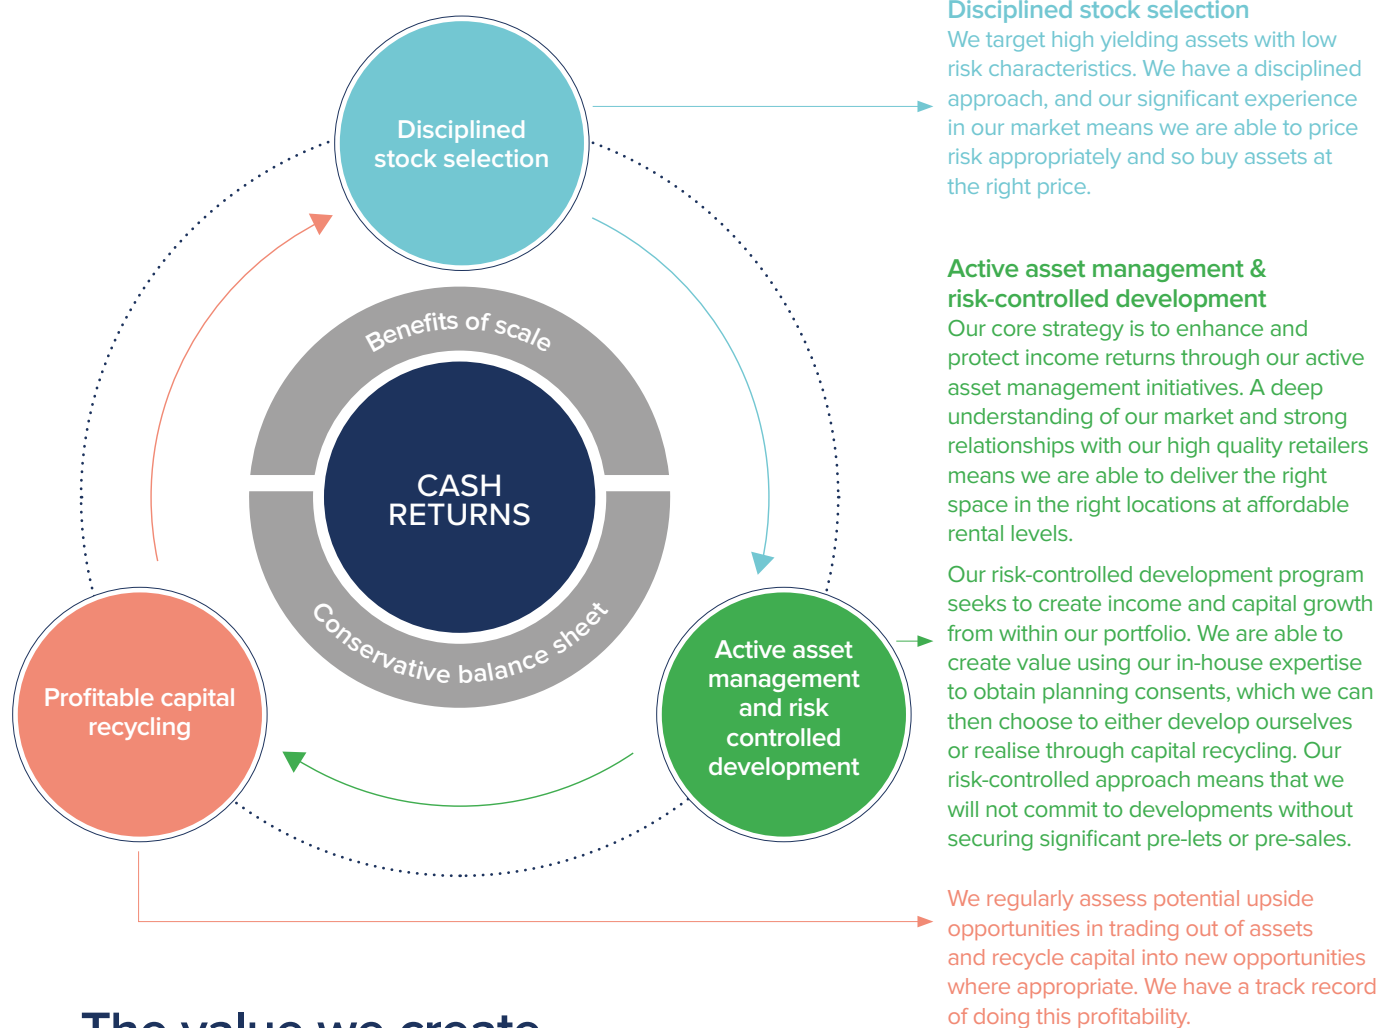 Disciplined
stock selection
Benefits of scale
CASH
RETURNS
Conservative balance sheet
Profitable capital
recycling
Active asset
management
and risk
controlled
development
Disciplined stock selection
We target high yielding assets with low
risk characteristics. We have a disciplined
approach, and our significant experience
in our market means we are able to price
risk appropriately and so buy assets at
the right price.
Active asset management &
risk-controlled development
Our core strategy is to enhance and
protect income returns through our active
asset management initiatives. A deep
understanding of our market and strong
relationships with our high quality retailers
means we are able to deliver the right
space in the right locations at affordable
rental levels.
Our risk-controlled development program
seeks to create income and capital growth
from within our portfolio. We are able to
create value using our in-house expertise
to obtain planning consents, which we can
then choose to either develop ourselves
or realise through capital recycling. Our
risk-controlled approach means that we
will not commit to developments without
securing significant pre-lets or pre-sales.
We regularly assess potential upside
opportunities in trading out of assets
and recycle capital into new opportunities
where appropriate. We have a track record
of doing this profitability.
The value we create